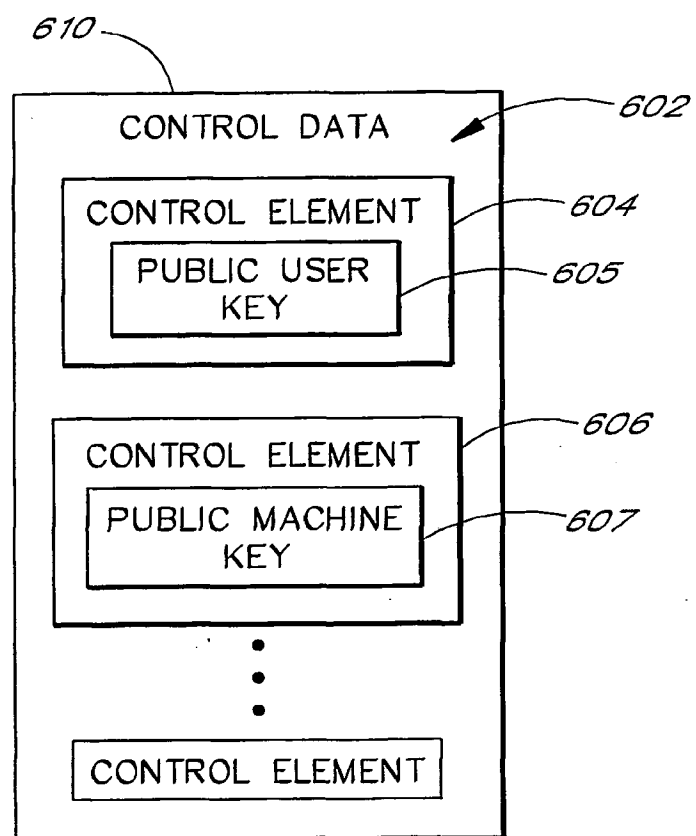 610
CONTROL DATA
602
CONTROL ELEMENT
604
PUBLIC USER
KEY
605
606
CONTROL ELEMENT
PUBLIC MACHINE
KEY
607
CONTROL ELEMENT